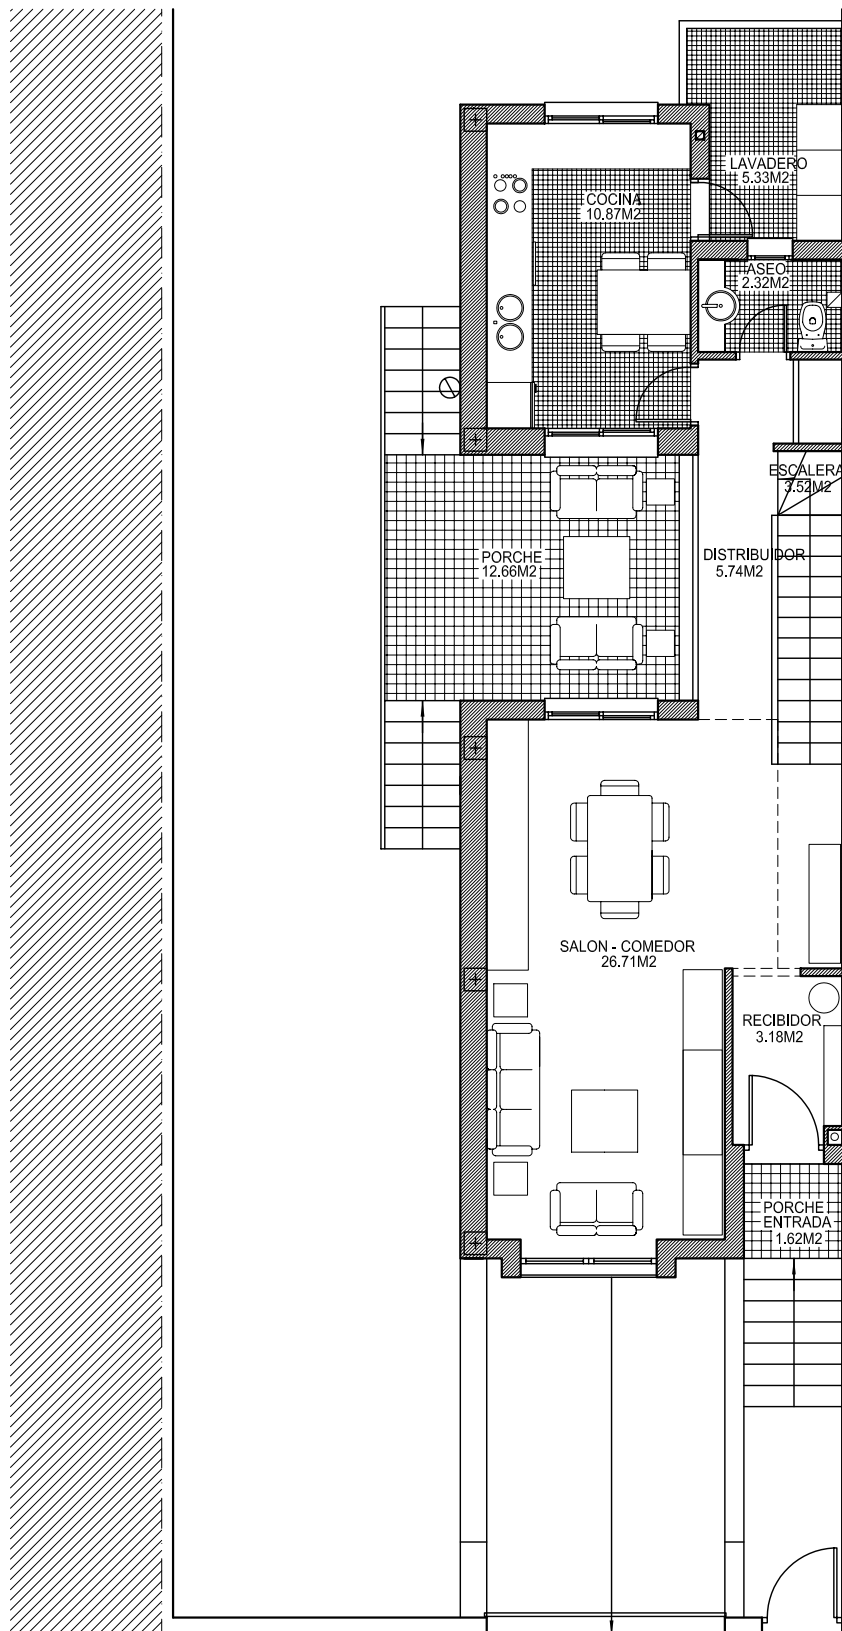 LAVADERO
5.33M2
COCINA
10.87M2
ASEO
2.32M2
ESCALERA
3.52M2
PORCHE
12.66M2
DISTRIBUIDOR
5.74M2
SALON - COMEDOR
26.71M2
RECIBIDOR
3.18M2
PORCHE
ENTRADA
1.62M2